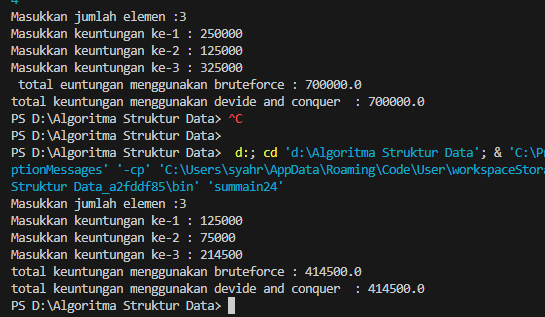 Masukkan jumlah elemen :3
Masukkan keuntungan ke-1 : 250000
Masukkan keuntungan ke-2 : 125000
Masukkan keuntungan ke-3 : 325000
 total euntungan menggunakan bruteforce : 700000.0
total keuntungan menggunakan devide and conquer  : 700000.0
PS D:\Algoritma Struktur Data> ^C
PS D:\Algoritma Struktur Data>
PS D:\Algoritma Struktur Data>  d:; cd 'd:\Algoritma Struktur Data'; & 'C:\P
ptionMessages' '-cp' 'C:\Users\syahr\AppData\Roaming\Code\User\workspaceStora
Struktur Data_a2fddf85\bin' 'summain24'
Masukkan jumlah elemen :3
Masukkan keuntungan ke-1 : 125000
Masukkan keuntungan ke-2 : 75000
Masukkan keuntungan ke-3 : 214500
total keuntungan menggunakan bruteforce : 414500.0
total keuntungan menggunakan devide and conquer  : 414500.0
PS D:\Algoritma Struktur Data>